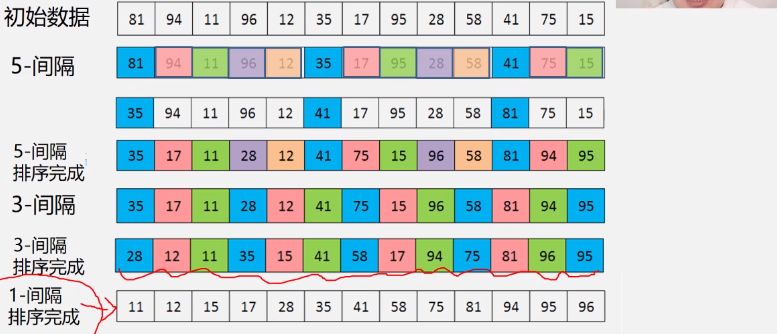 初始数据 81 94 11 96 12 35 17 95 28 58 41 75 15
5-间隔 81 94 11 96 12 35 17 95 28 58 41 75 15
35 94 11 96 12 41 17 95 28 58 81 75 15
5-间隔
排序完成 35 17 11 28 12 41 75 15 96 58 81 94 95
3-间隔 35 17 11 28 12 41 75 15 96 58 81 94 95
3-间隔
排序完成 28 12 11 35 15 41 58 17 94 75 81 96 95
1-间隔
排序完成 11 12 15 17 28 35 41 58 75 81 94 95 96